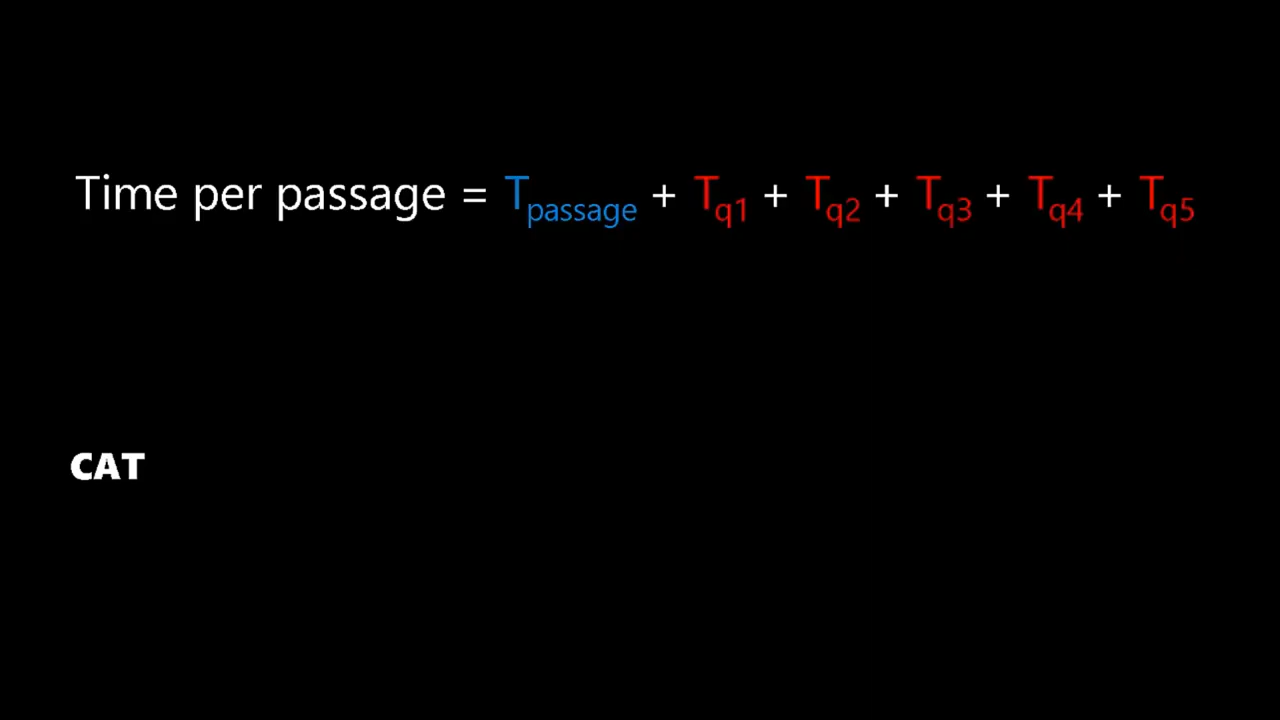 Time per passage = Tpassage + Tq1 + Tq2 + Tq3 + Tq4 + Tq5
CAT